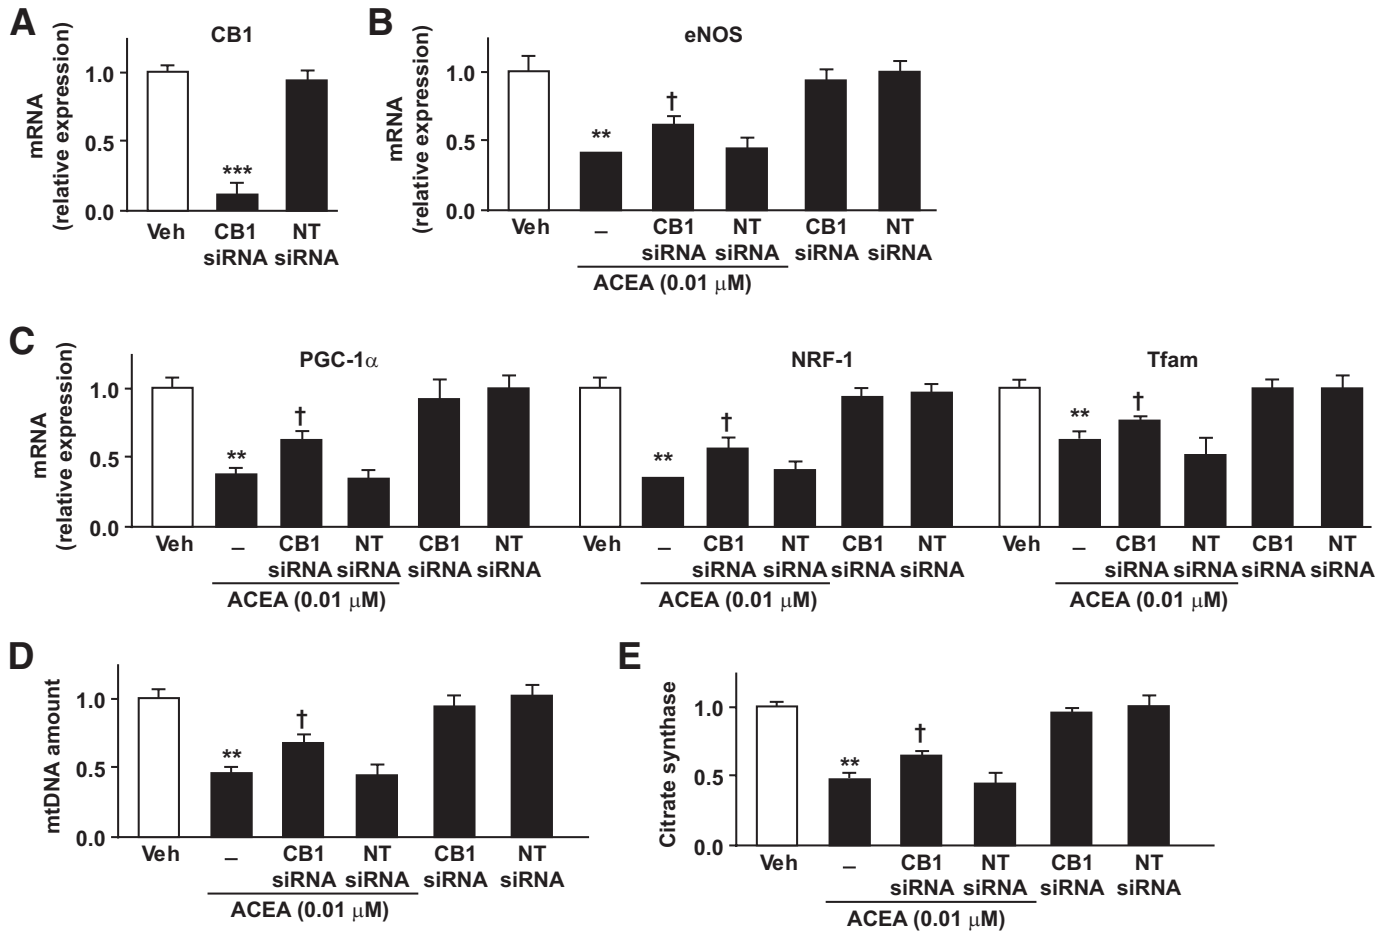 A
CB1
mRNA
(relative expression)
1.0
0.5
0.0
***
Veh
CB1
siRNA
NT
siRNA
B
eNOS
mRNA
(relative expression)
1.0
0.5
0.0
**
†
Veh
–
CB1
siRNA
NT
siRNA
CB1
siRNA
NT
siRNA
ACEA (0.01 μM)
C
mRNA
(relative expression)
1.0
0.5
0.0
PGC-1α
**
†
Veh
–
CB1
siRNA
NT
siRNA
CB1
siRNA
NT
siRNA
ACEA (0.01 μM)
NRF-1
**
†
Veh
–
CB1
siRNA
NT
siRNA
CB1
siRNA
NT
siRNA
ACEA (0.01 μM)
Tfam
**
†
Veh
–
CB1
siRNA
NT
siRNA
CB1
siRNA
NT
siRNA
ACEA (0.01 μM)
D
mtDNA amount
1.0
0.5
0.0
**
†
Veh
–
CB1
siRNA
NT
siRNA
CB1
siRNA
NT
siRNA
ACEA (0.01 μM)
E
Citrate synthase
1.0
0.5
0.0
**
†
Veh
–
CB1
siRNA
NT
siRNA
CB1
siRNA
NT
siRNA
ACEA (0.01 μM)